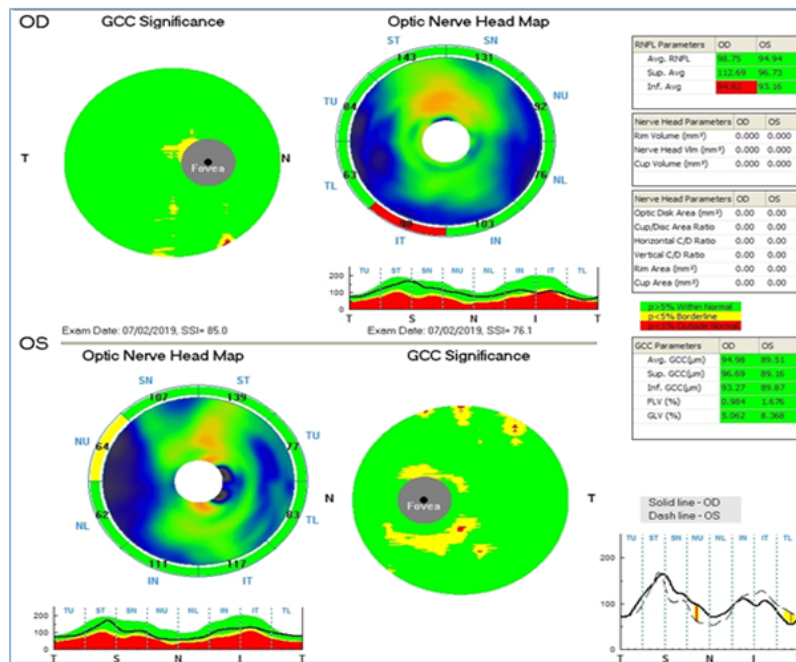 OD
GCC Significance
Optic Nerve Head Map
T
Fovea
N
ST
SN
143
131
TU
NU
84
92
63
76
TL
NL
98
103
IT
IN
TU ST SN NU NL IN IT TL
200
100
0
T S N I T
Exam Date: 07/02/2019, SSI= 85.0
Exam Date: 07/02/2019, SSI= 76.1
RNFL Parameters OD OS
Avg. RNFL 98.75 94.94
Sup. Avg 112.69 96.73
Inf. Avg 93.16
Nerve Head Parameters OD OS
Rim Volume (mm³) 0.000 0.000
Nerve Head Vlm (mm³) 0.000 0.000
Cup Volume (mm³) 0.000 0.000
Nerve Head Parameters OD OS
Optic Disk Area (mm²) 0.00 0.00
Cup/Disc Area Ratio 0.00 0.00
Horizontal C/D Ratio 0.00 0.00
Vertical C/D Ratio 0.00 0.00
Rim Area (mm²) 0.00 0.00
Cup Area (mm²) 0.00 0.00
p>5% Within Normal
p<5% Borderline
p<1% Outside Normal
GCC Parameters OD OS
Avg. GCC(µm) 94.98 89.51
Sup. GCC(µm) 96.69 89.16
Inf. GCC(µm) 93.27 89.87
FLV (%) 0.984 1.676
GLV (%) 5.062 8.368
OS
Optic Nerve Head Map
GCC Significance
SN
ST
107
139
NU
TU
64
77
62
83
NL
TL
111
117
IN
IT
TU ST SN NU NL IN IT TL
200
100
0
T S N I T
N
Fovea
T
Solid line - OD
Dash line - OS
TU ST SN NU NL IN IT TL
200
100
0
T S N I T